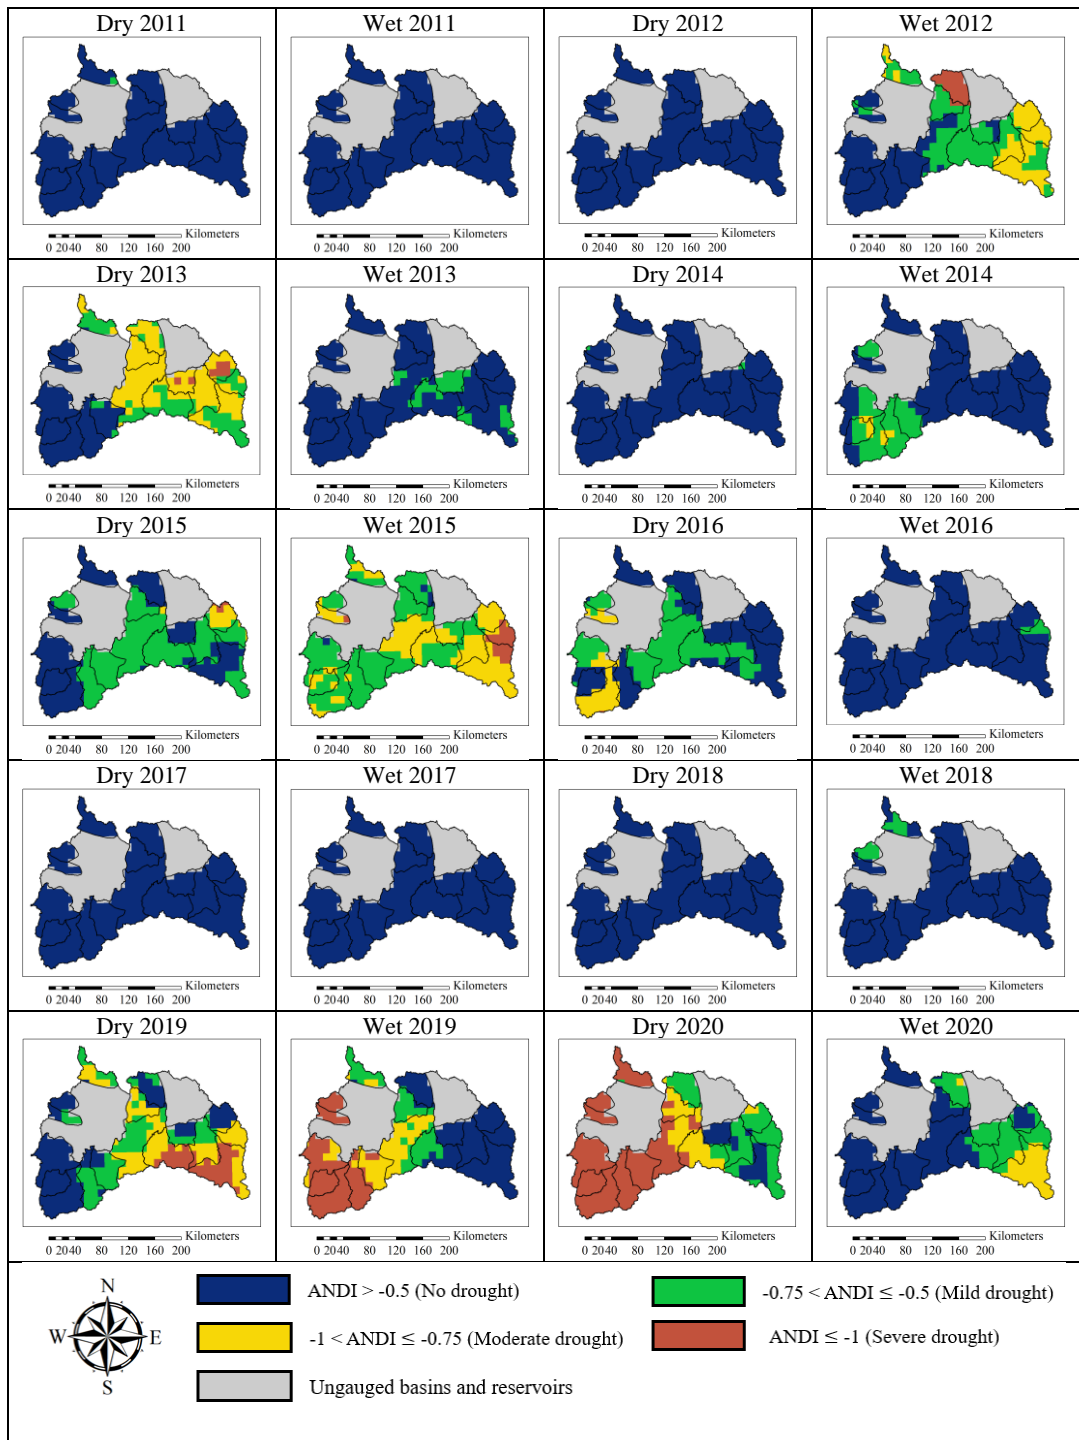 Dry 2011 Wet 2011 Dry 2012 Wet 2012
Kilometers Kilometers Kilometers Kilometers
0 2040 80 120 160 200 0 2040 80 120 160 200 0 2040 80 120 160 200 0 2040 80 120 160 200
Dry 2013 Wet 2013 Dry 2014 Wet 2014
Kilometers Kilometers Kilometers Kilometers
0 2040 80 120 160 200 0 2040 80 120 160 200 0 2040 80 120 160 200 0 2040 80 120 160 200
Dry 2015 Wet 2015 Dry 2016 Wet 2016
Kilometers Kilometers Kilometers Kilometers
0 2040 80 120 160 200 0 2040 80 120 160 200 0 2040 80 120 160 200 0 2040 80 120 160 200
Dry 2017 Wet 2017 Dry 2018 Wet 2018
Kilometers Kilometers Kilometers Kilometers
0 2040 80 120 160 200 0 2040 80 120 160 200 0 2040 80 120 160 200 0 2040 80 120 160 200
Dry 2019 Wet 2019 Dry 2020 Wet 2020
Kilometers Kilometers Kilometers Kilometers
0 2040 80 120 160 200 0 2040 80 120 160 200 0 2040 80 120 160 200 0 2040 80 120 160 200
N
W E
S
ANDI > -0.5 (No drought)
-0.75 < ANDI ≤ -0.5 (Mild drought)
-1 < ANDI ≤ -0.75 (Moderate drought)
ANDI ≤ -1 (Severe drought)
Ungauged basins and reservoirs